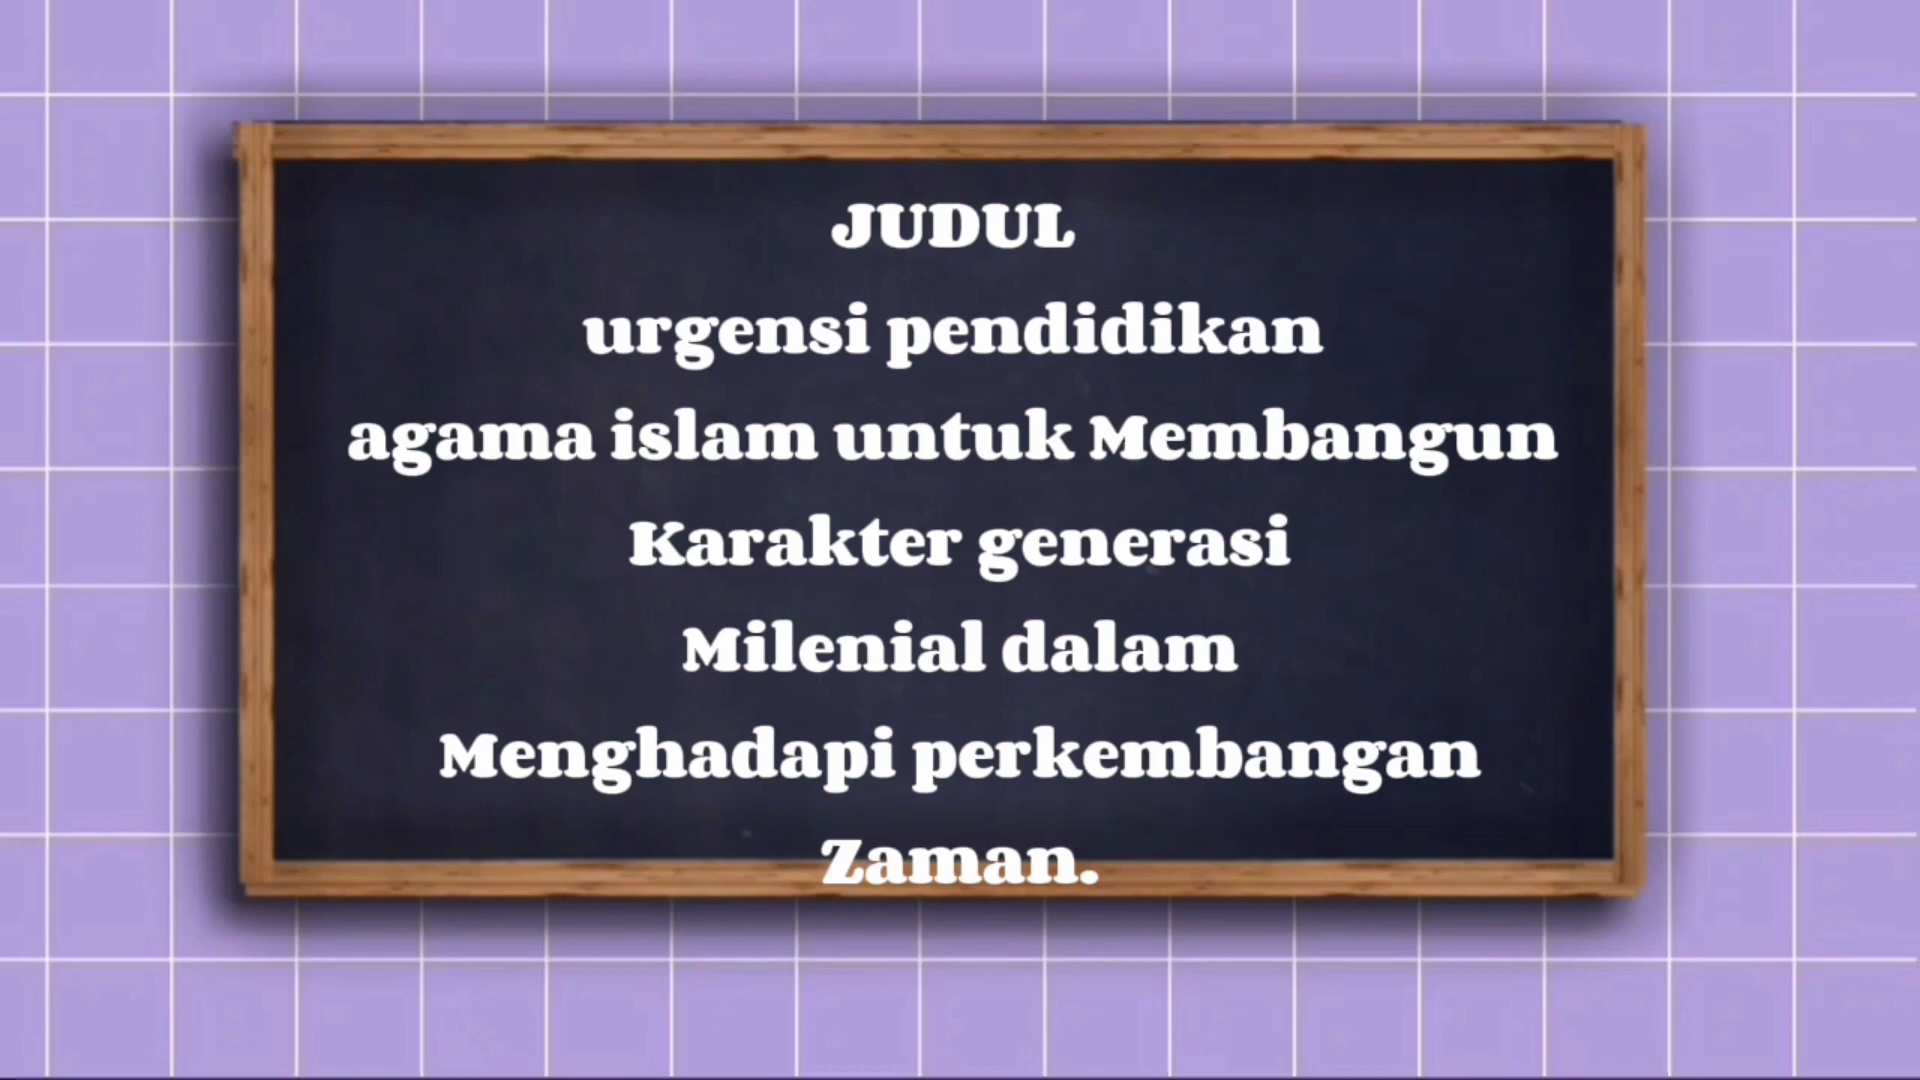 JUDUL
urgensi pendidikan
agama islam untuk Membangun
Karakter generasi
Milenial dalam
Menghadapi perkembangan
Zaman.